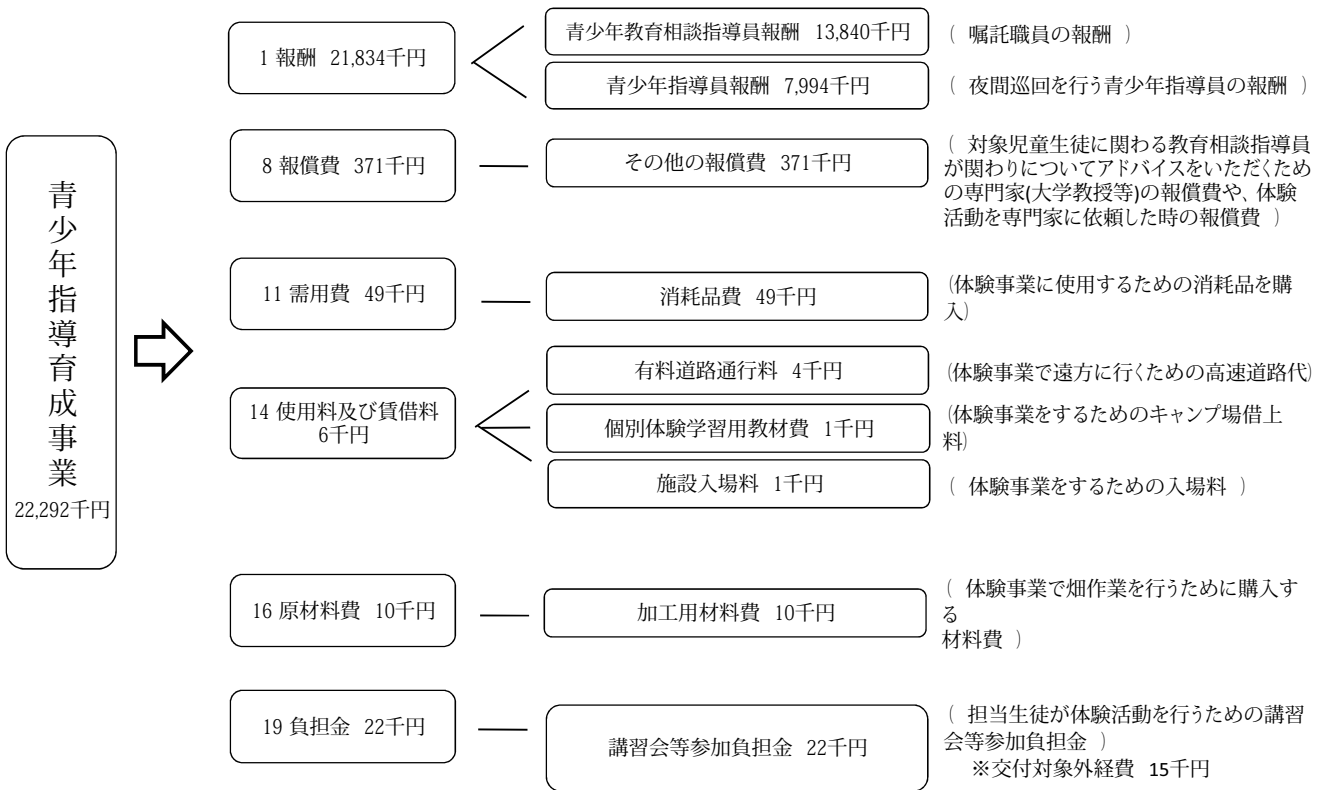 青少年指導育成事業
22,292千円
1 報酬 21,834千円
青少年教育相談指導員報酬 13,840千円
( 嘱託職員の報酬 )
青少年指導員報酬 7,994千円
( 夜間巡回を行う青少年指導員の報酬 )
8 報償費 371千円
その他の報償費 371千円
( 対象児童生徒に関わる教育相談指導員
が関わりについてアドバイスをいただくため
の専門家(大学教授等)の報償費や、体験
活動を専門家に依頼した時の報償費 )
11 需用費 49千円
消耗品費 49千円
(体験事業に使用するための消耗品を購
入)
14 使用料及び賃借料
6千円
有料道路通行料 4千円
(体験事業で遠方に行くための高速道路代)
個別体験学習用教材費 1千円
(体験事業をするためのキャンプ場借上
料)
施設入場料 1千円
( 体験事業をするための入場料 )
16 原材料費 10千円
加工用材料費 10千円
( 体験事業で畑作業を行うために購入す
る
材料費 )
19 負担金 22千円
講習会等参加負担金 22千円
( 担当生徒が体験活動を行うための講習
会等参加負担金 )
※交付対象外経費 15千円